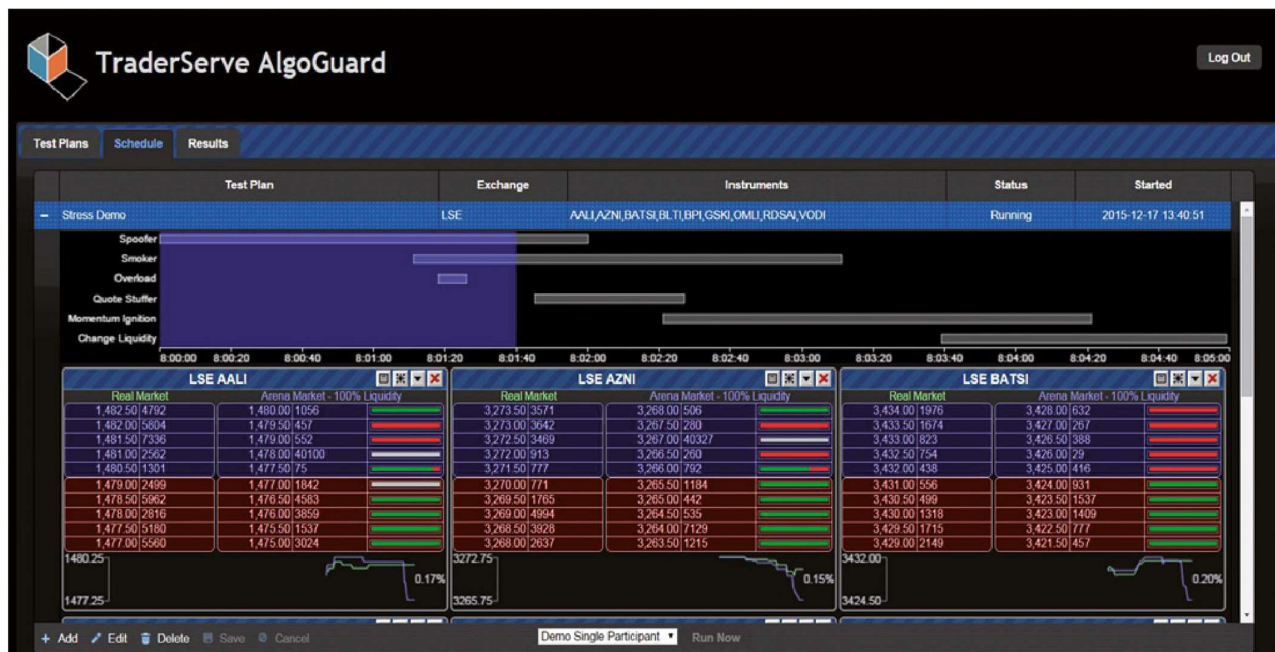 TraderServe AlgoGuard
Log Out
Test Plans Schedule Results
Test Plan Exchange Instruments Status Started
− Stress Demo LSE AALI,AZNI,BATSI,BLTI,BPI,GSKI,OMLI,RDSAI,VODI Running 2015-12-17 13:40:51
Spoofer
Smoker
Overload
Quote Stuffer
Momentum Ignition
Change Liquidity
8:00:00 8:00:20 8:00:40 8:01:00 8:01:20 8:01:40 8:02:00 8:02:20 8:02:40 8:03:00 8:03:20 8:03:40 8:04:00 8:04:20 8:04:40 8:05:00
LSE AALI
Real Market Arena Market - 100% Liquidity
1,482.50 4792 1,480.00 1056
1,482.00 5804 1,479.50 457
1,481.50 7336 1,479.00 552
1,481.00 2562 1,478.00 40100
1,480.50 1301 1,477.50 75
1,479.00 2499 1,477.00 1842
1,478.50 5962 1,476.50 4583
1,478.00 2816 1,476.00 3859
1,477.50 5180 1,475.50 1537
1,477.00 5560 1,475.00 3024
1480.25
0.17%
1477.25
LSE AZNI
Real Market Arena Market - 100% Liquidity
3,273.50 3571 3,268.00 506
3,273.00 3642 3,267.50 280
3,272.50 3469 3,267.00 40327
3,272.00 913 3,266.50 260
3,271.50 777 3,266.00 792
3,270.00 771 3,265.50 1184
3,269.50 1765 3,265.00 442
3,269.00 4994 3,264.50 535
3,268.50 3928 3,264.00 7129
3,268.00 2637 3,263.50 1215
3272.75
0.15%
3265.75
LSE BATSI
Real Market Arena Market - 100% Liquidity
3,434.00 1976 3,428.00 632
3,433.50 1674 3,427.00 267
3,433.00 823 3,426.50 388
3,432.50 754 3,426.00 29
3,432.00 438 3,425.00 416
3,431.00 556 3,424.00 931
3,430.50 499 3,423.50 1537
3,430.00 1318 3,423.00 1409
3,429.50 1715 3,422.50 777
3,429.00 2149 3,421.50 457
3432.00
0.20%
3424.50
+ Add Edit Delete Save Cancel Demo Single Participant Run Now